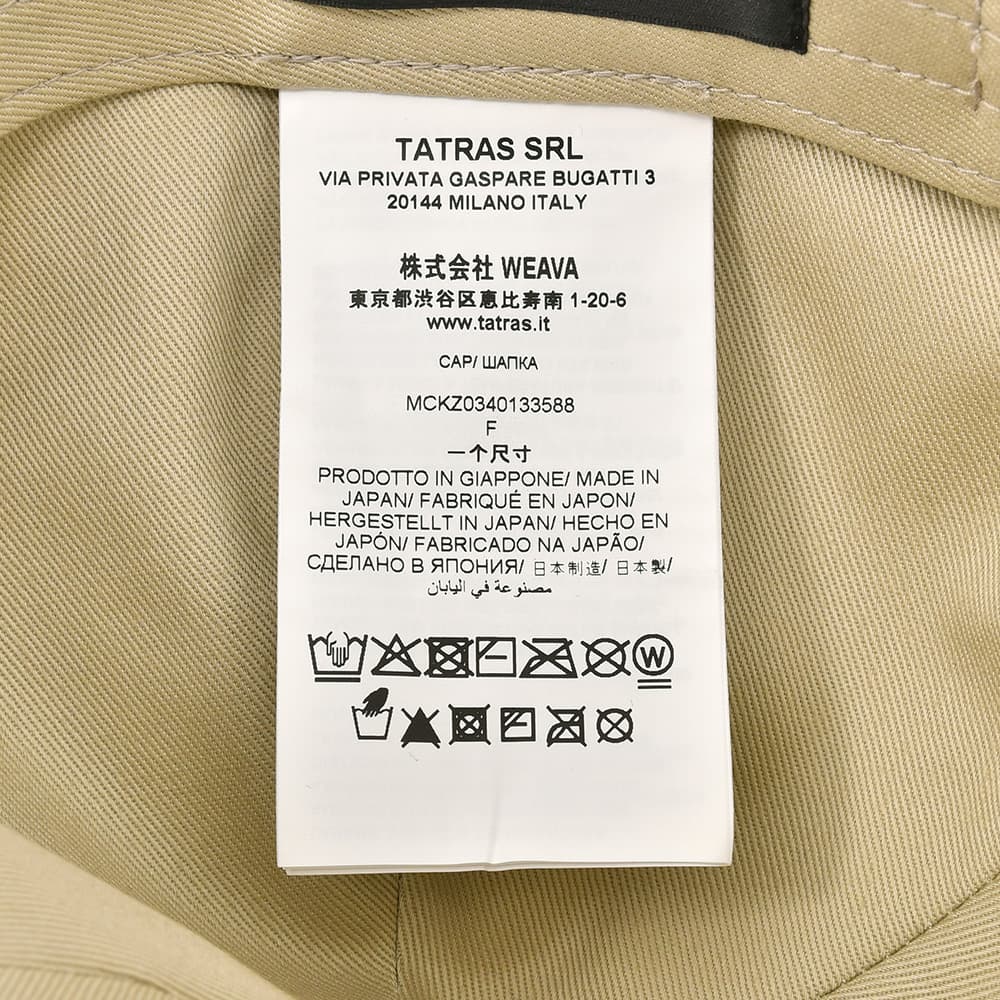 TATRAS SRL
VIA PRIVATA GASPARE BUGATTI 3
20144 MILANO ITALY
株式会社 WEAVA
東京都渋谷区恵比寿南 1-20-6
www.tatras.it
CAP/ ШАПКА
MCKZ0340133588
F
一个尺寸
PRODOTTO IN GIAPPONE/ MADE IN
JAPAN/ FABRIQUÉ EN JAPON/
HERGESTELLT IN JAPAN/ HECHO EN
JAPÓN/ FABRICADO NA JAPÃO/
СДЕЛАНО В ЯПОНИЯ/ 日本制造/ 日本製/
مصنوعة في اليابان
W